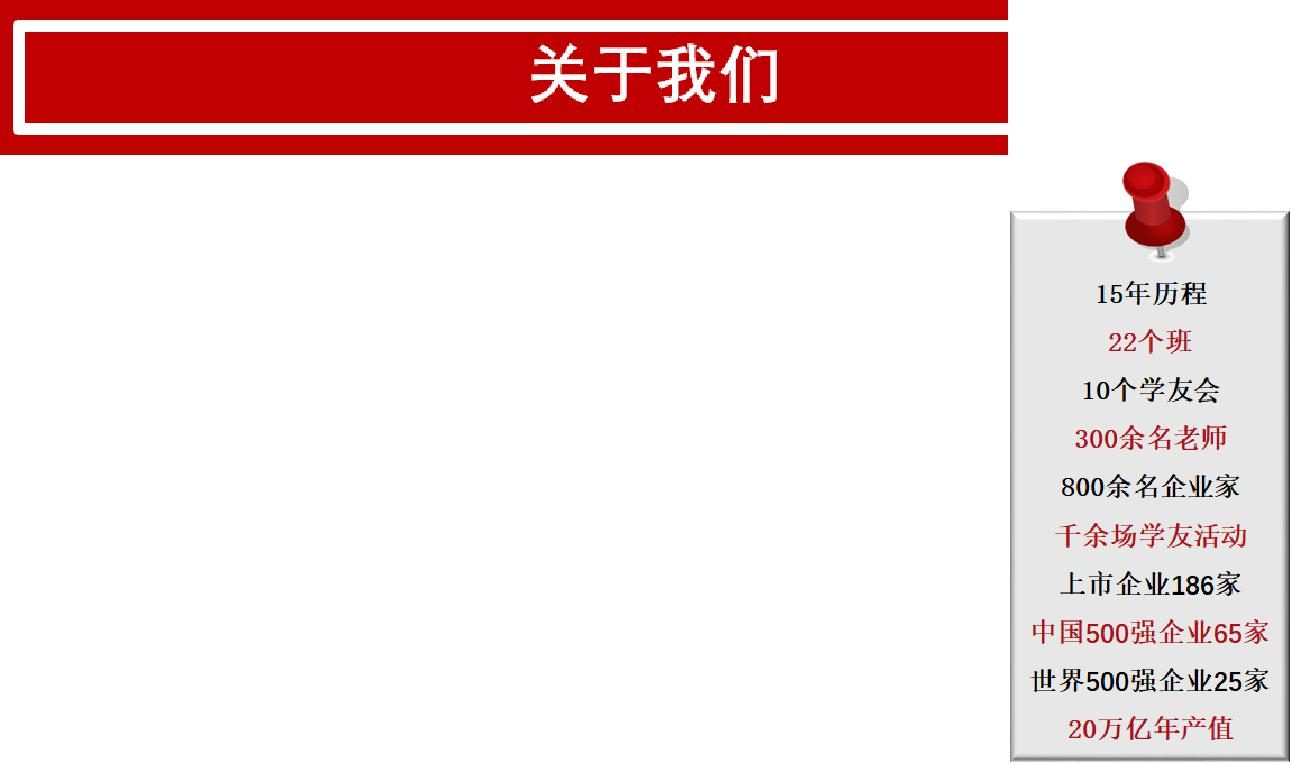 关于我们
15年历程
22个班
10个学友会
300余名老师
800余名企业家
千余场学友活动
上市企业186家
中国500强企业65家
世界500强企业25家
20万亿年产值